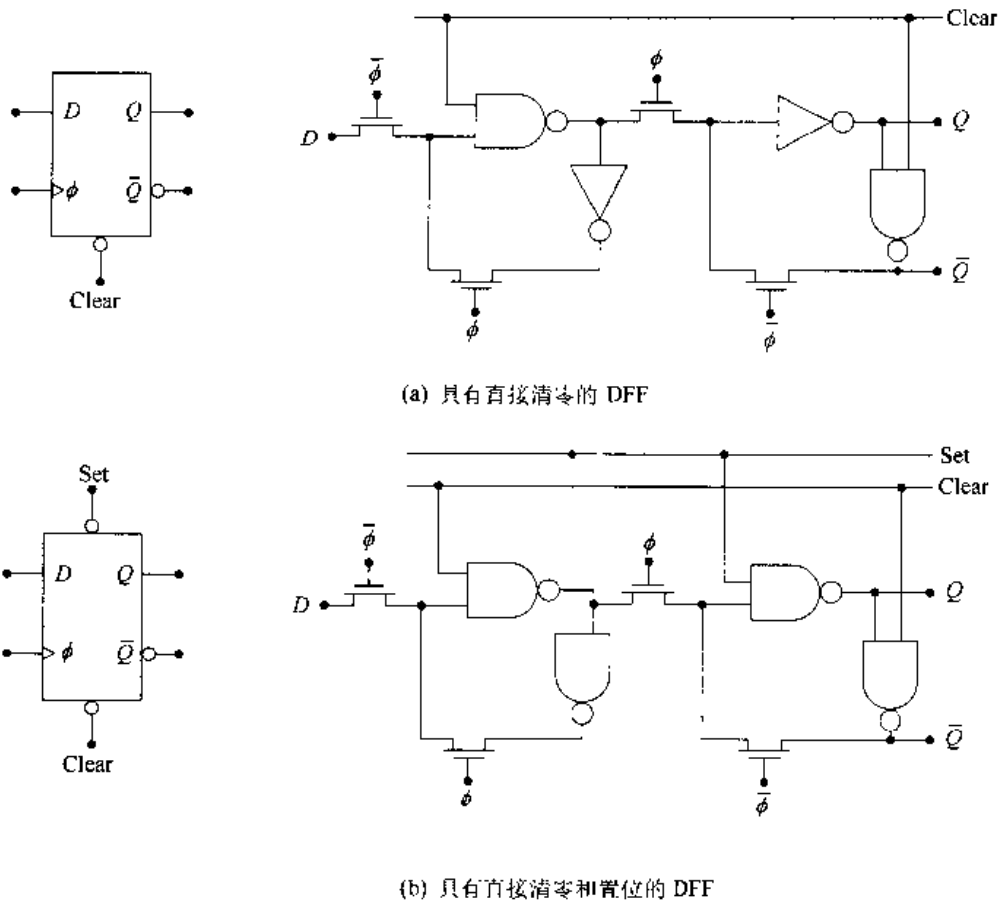 Clear
φ̅
φ
D
Q
D
Q
φ
Q̅
Q̅
Clear
φ
φ̅
(a) 具有直接清零的 DFF
Set
Set
Clear
φ̅
φ
D
Q
D
Q
φ
Q̅
Q̅
Clear
φ
φ̅
(b) 具有直接清零和置位的 DFF